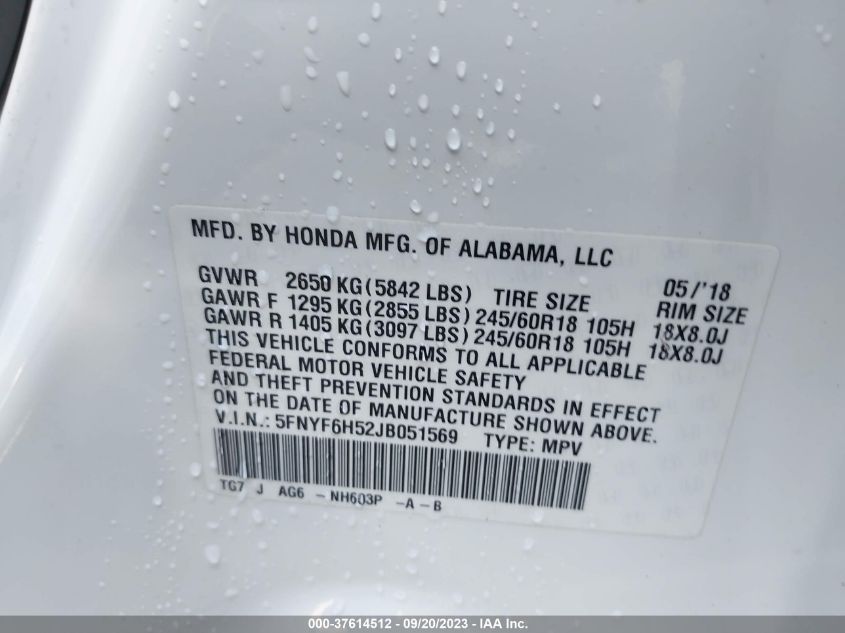 MFD. BY HONDA MFG. OF ALABAMA, LLC
GVWR 2650 KG(5842 LBS) TIRE SIZE 05/'18 RIM SIZE
GAWR F 1295 KG(2855 LBS) 245/60R18 105H 18X8.0J
GAWR R 1405 KG(3097 LBS) 245/60R18 105H 18X8.0J
THIS VEHICLE CONFORMS TO ALL APPLICABLE
FEDERAL MOTOR VEHICLE SAFETY
AND THEFT PREVENTION STANDARDS IN EFFECT
ON THE DATE OF MANUFACTURE SHOWN ABOVE.
V.I.N.: 5FNYF6H52JB051569 TYPE: MPV
TG7 J AG6 -NH603P -A-B
000-37614512 - 09/20/2023 - IAA Inc.